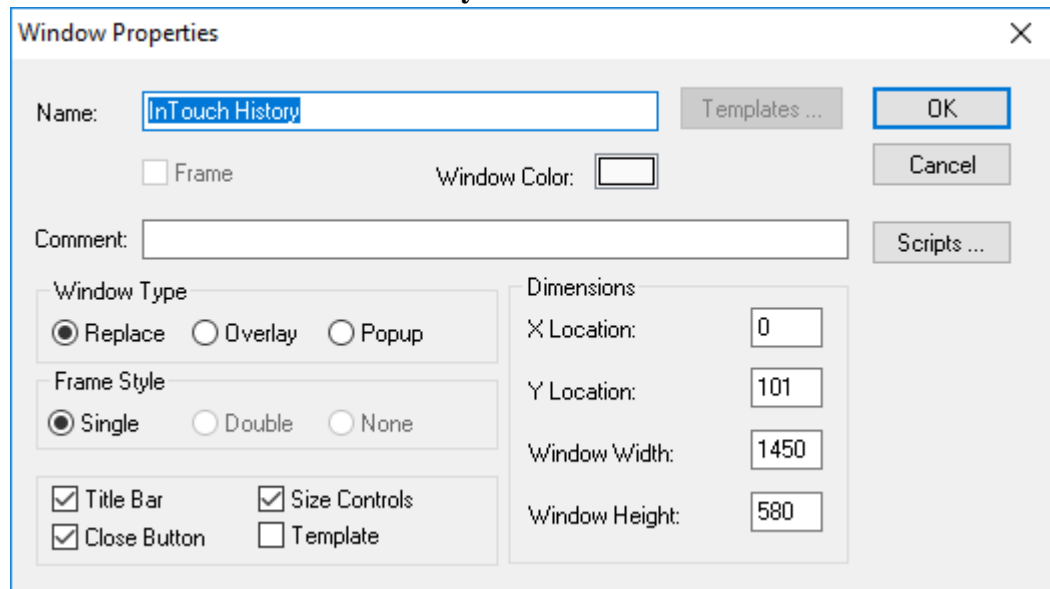 Window Properties
Name: InTouch History Templates ... OK
Frame Window Color: Cancel
Comment: Scripts ...
Window Type
Replace Overlay Popup
Frame Style
Single Double None
Title Bar Size Controls
Close Button Template
Dimensions
X Location: 0
Y Location: 101
Window Width: 1450
Window Height: 580